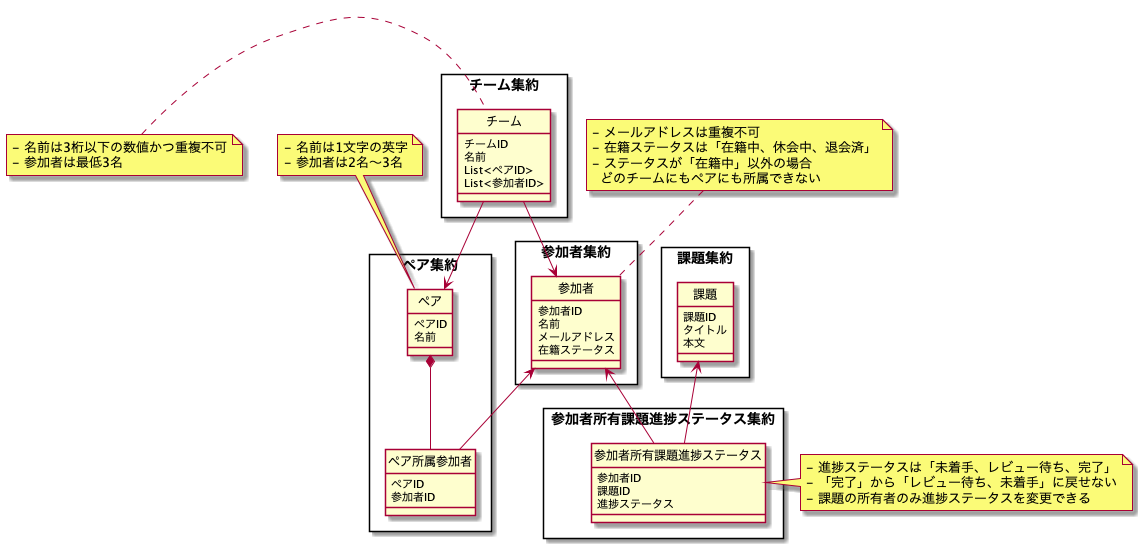 チーム集約
チーム
チームID
名前
List<ペアID>
List<参加者ID>
– 名前は3桁以下の数値かつ重複不可
– 参加者は最低3名
– 名前は1文字の英字
– 参加者は2名〜3名
– メールアドレスは重複不可
– 在籍ステータスは「在籍中、休会中、退会済」
– ステータスが「在籍中」以外の場合
どのチームにもペアにも所属できない
ペア集約
ペア
ペアID
名前
ペア所属参加者
ペアID
参加者ID
参加者集約
参加者
参加者ID
名前
メールアドレス
在籍ステータス
課題集約
課題
課題ID
タイトル
本文
参加者所有課題進捗ステータス集約
参加者所有課題進捗ステータス
参加者ID
課題ID
進捗ステータス
– 進捗ステータスは「未着手、レビュー待ち、完了」
– 「完了」から「レビュー待ち、未着手」に戻せない
– 課題の所有者のみ進捗ステータスを変更できる